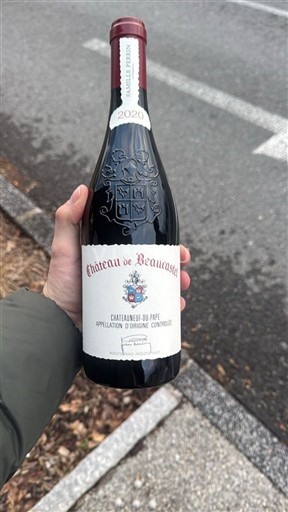 FAMILLE PERRIN
2020
Château de Beaucastel
CHATEAUNEUF-DU-PAPE
APPELLATION D'ORIGINE CONTRÔLÉE